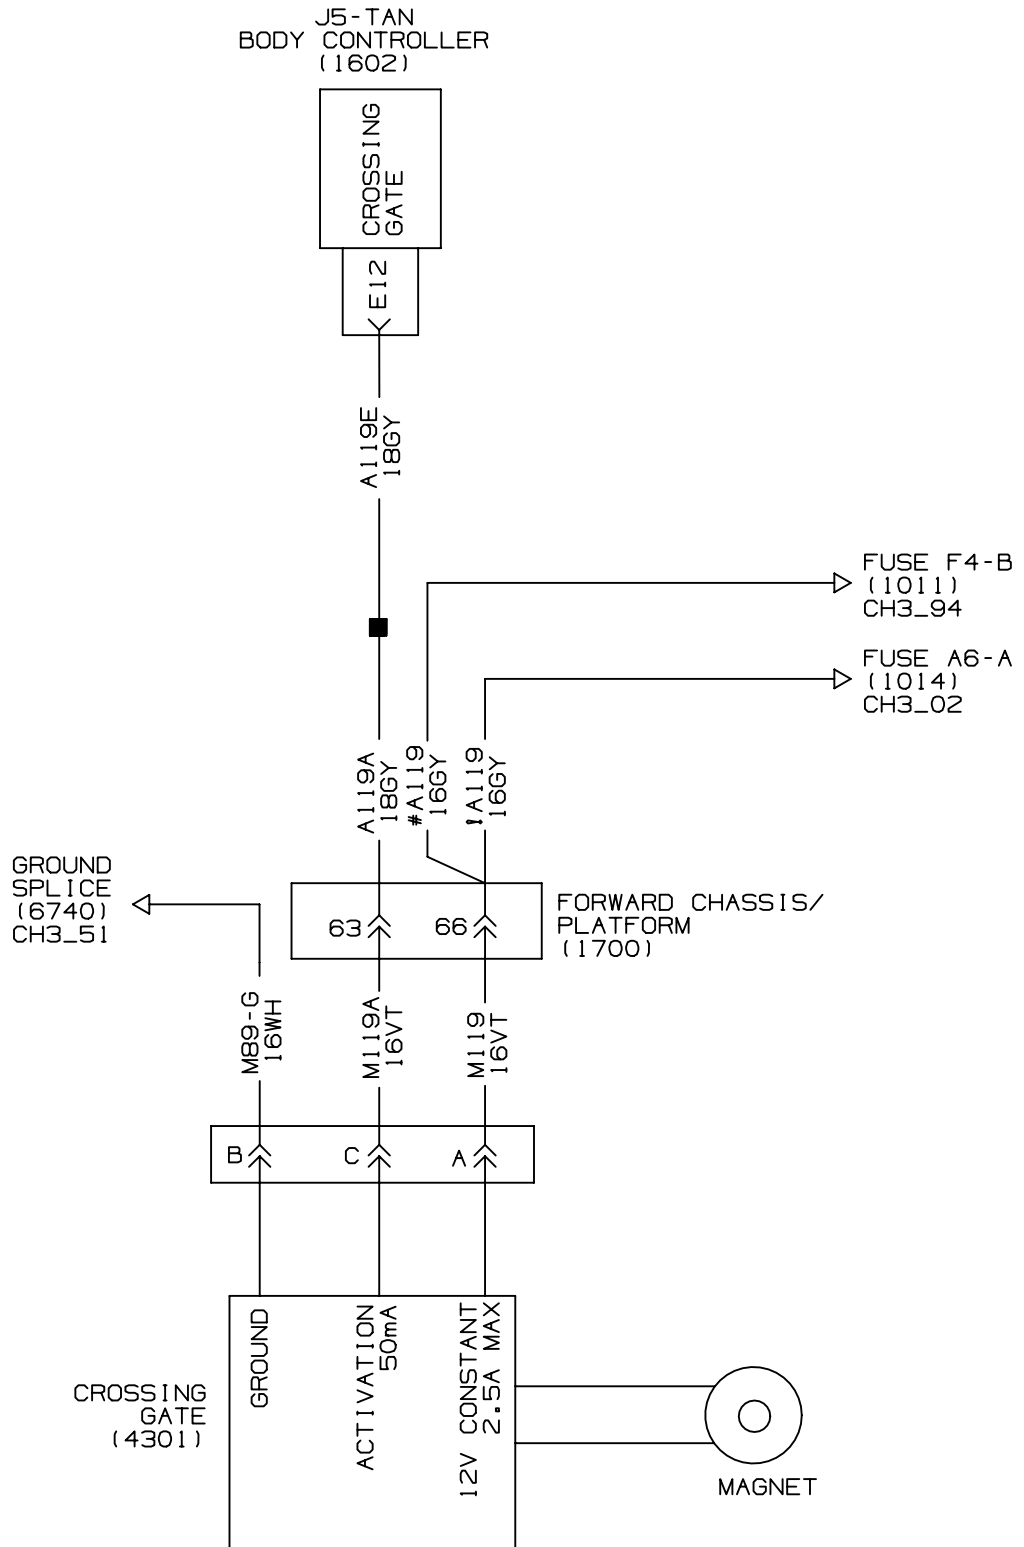 J5-TAN
BODY CONTROLLER
(1602)
CROSSING
GATE
E12
A119E
18GY
FUSE F4-B
(1011)
CH3_94
FUSE A6-A
(1014)
CH3_02
A119A
18GY
#A119
16GY
!A119
16GY
GROUND
SPLICE
(6740)
CH3_51
63
66
FORWARD CHASSIS/
PLATFORM
(1700)
M89-G
16WH
M119A
16VT
M119
16VT
B
C
A
GROUND
ACTIVATION
50mA
12V CONSTANT
2.5A MAX
CROSSING
GATE
(4301)
MAGNET